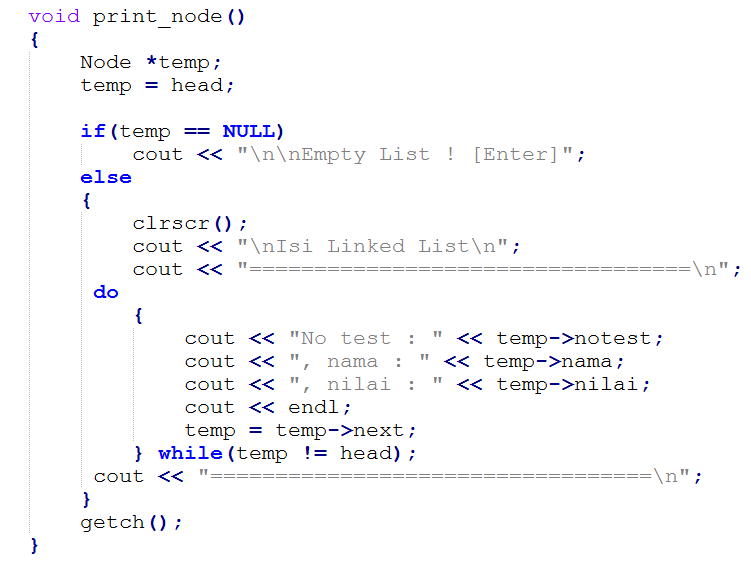 void print_node()
{
    Node *temp;
    temp = head;

    if(temp == NULL)
        cout << "\n\nEmpty List ! [Enter]";
    else
    {
        clrscr();
        cout << "\nIsi Linked List\n";
        cout << "==================================\n";
     do
        {
            cout << "No test : " << temp->notest;
            cout << ", nama : " << temp->nama;
            cout << ", nilai : " << temp->nilai;
            cout << endl;
            temp = temp->next;
        } while(temp != head);
     cout << "==================================\n";
    }
    getch();
}